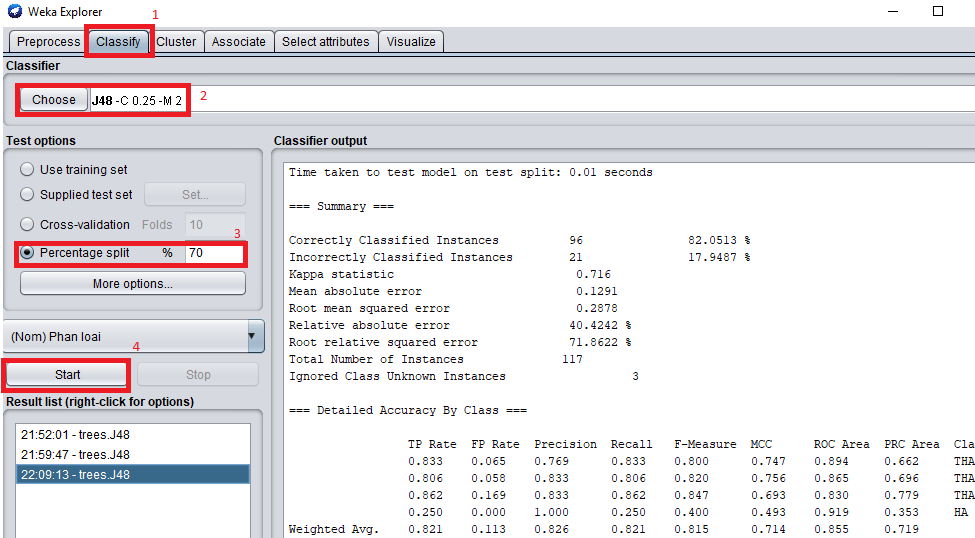 Weka Explorer
1
Preprocess Classify Cluster Associate Select attributes Visualize
Classifier
Choose J48 -C 0.25 -M 2 2
Test options
Use training set
Supplied test set Set...
Cross-validation Folds 10
3
Percentage split % 70
More options...
(Nom) Phan loai
4
Start Stop
Result list (right-click for options)
21:52:01 - trees.J48
21:59:47 - trees.J48
22:09:13 - trees.J48
Classifier output
Time taken to test model on test split: 0.01 seconds
=== Summary ===
Correctly Classified Instances 96 82.0513 %
Incorrectly Classified Instances 21 17.9487 %
Kappa statistic 0.716
Mean absolute error 0.1291
Root mean squared error 0.2878
Relative absolute error 40.4242 %
Root relative squared error 71.8622 %
Total Number of Instances 117
Ignored Class Unknown Instances 3
=== Detailed Accuracy By Class ===
TP Rate FP Rate Precision Recall F-Measure MCC ROC Area PRC Area Cla
0.833 0.065 0.769 0.833 0.800 0.747 0.894 0.662 THA
0.806 0.058 0.833 0.806 0.820 0.756 0.865 0.696 THA
0.862 0.169 0.833 0.862 0.847 0.693 0.830 0.779 THA
0.250 0.000 1.000 0.250 0.400 0.493 0.919 0.353 HA
Weighted Avg. 0.821 0.113 0.826 0.821 0.815 0.714 0.855 0.719